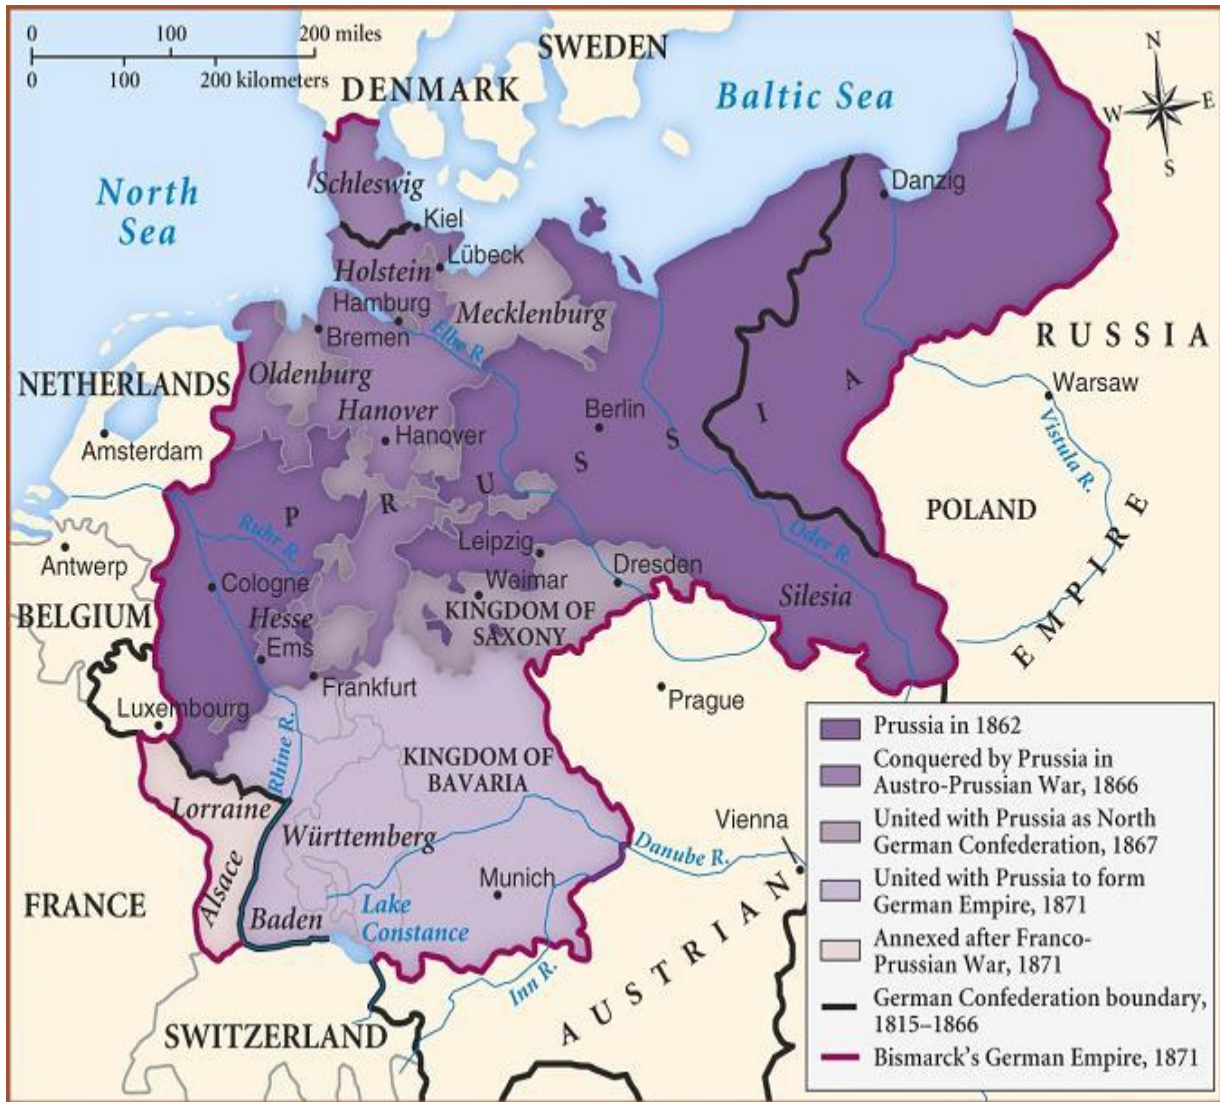 0 100 200 miles
0 100 200 kilometers
SWEDEN
DENMARK
Baltic Sea
N
W E
S
North
Sea
Schleswig
Danzig
Kiel
Lübeck
Holstein
Hamburg
Mecklenburg
Elbe R.
Bremen
RUSSIA
NETHERLANDS
Oldenburg
Warsaw
Hanover
Hanover
Berlin
Amsterdam
Vistula R.
PRUSSIA
POLAND
EMPIRE
Ruhr R.
Oder R.
Leipzig
Antwerp
Cologne
Weimar
Dresden
Silesia
BELGIUM
Hesse
KINGDOM OF
SAXONY
Ems
Frankfurt
Prague
Luxembourg
Rhine R.
KINGDOM OF
BAVARIA
Lorraine
Württemberg
Vienna
Danube R.
Munich
FRANCE
Alsace
Baden
Lake
Constance
Inn R.
AUSTRIAN
SWITZERLAND
Prussia in 1862
Conquered by Prussia in
Austro-Prussian War, 1866
United with Prussia as North
German Confederation, 1867
United with Prussia to form
German Empire, 1871
Annexed after Franco-
Prussian War, 1871
German Confederation boundary,
1815–1866
Bismarck's German Empire, 1871